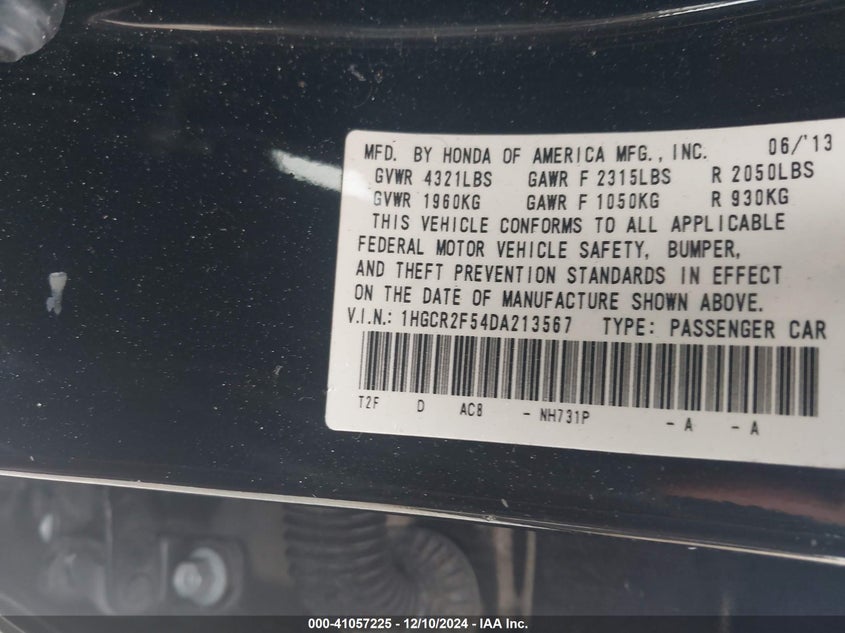 MFD. BY HONDA OF AMERICA MFG., INC. 06/'13
GVWR 4321LBS GAWR F 2315LBS R 2050LBS
GVWR 1960KG GAWR F 1050KG R 930KG
THIS VEHICLE CONFORMS TO ALL APPLICABLE
FEDERAL MOTOR VEHICLE SAFETY, BUMPER,
AND THEFT PREVENTION STANDARDS IN EFFECT
ON THE DATE OF MANUFACTURE SHOWN ABOVE.
V.I.N.: 1HGCR2F54DA213567 TYPE: PASSENGER CAR
T2F D AC8 - NH731P - A - A
000-41057225 - 12/10/2024 - IAA Inc.